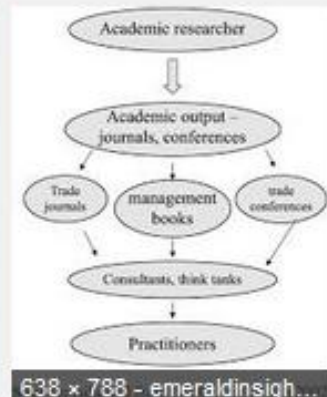 Academic researcher
Academic output –
journals, conferences
Trade
journals
management
books
trade
conferences
Consultants, think tanks
Practitioners
638 × 788 - emeraldinsigh...